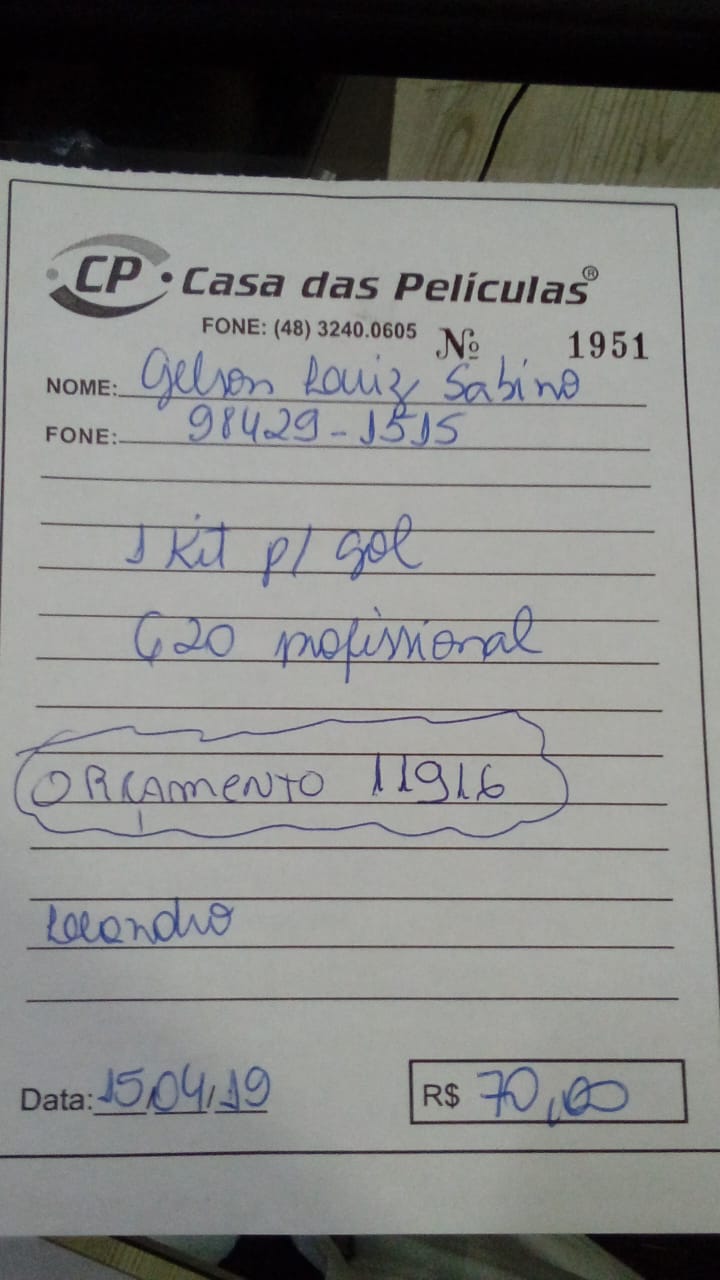 CP · Casa das Películas®
FONE: (48) 3240.0605 Nº 1951
NOME: Gelson Luiz Sabino
FONE: 98429-1515
1 Kit p/ gol
G20 profissional
ORÇAMENTO 11916
Leandro
Data: 15/04/19 R$ 70,00